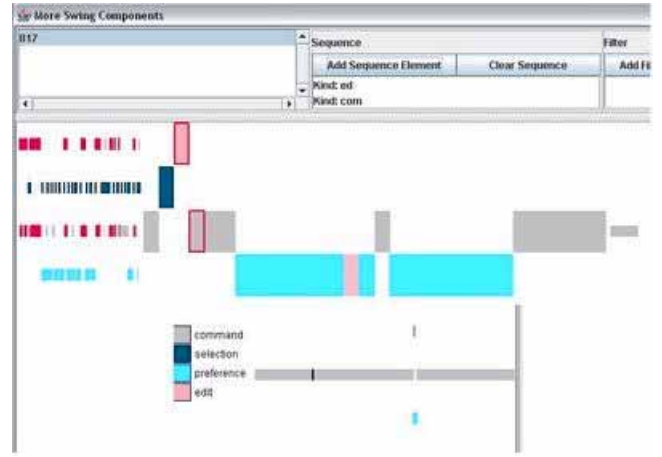 More Swing Components
017
Sequence
Filter
Add Sequence Element
Clear Sequence
Add Fi
Kind: ed
Kind: com
command
selection
preference
edit